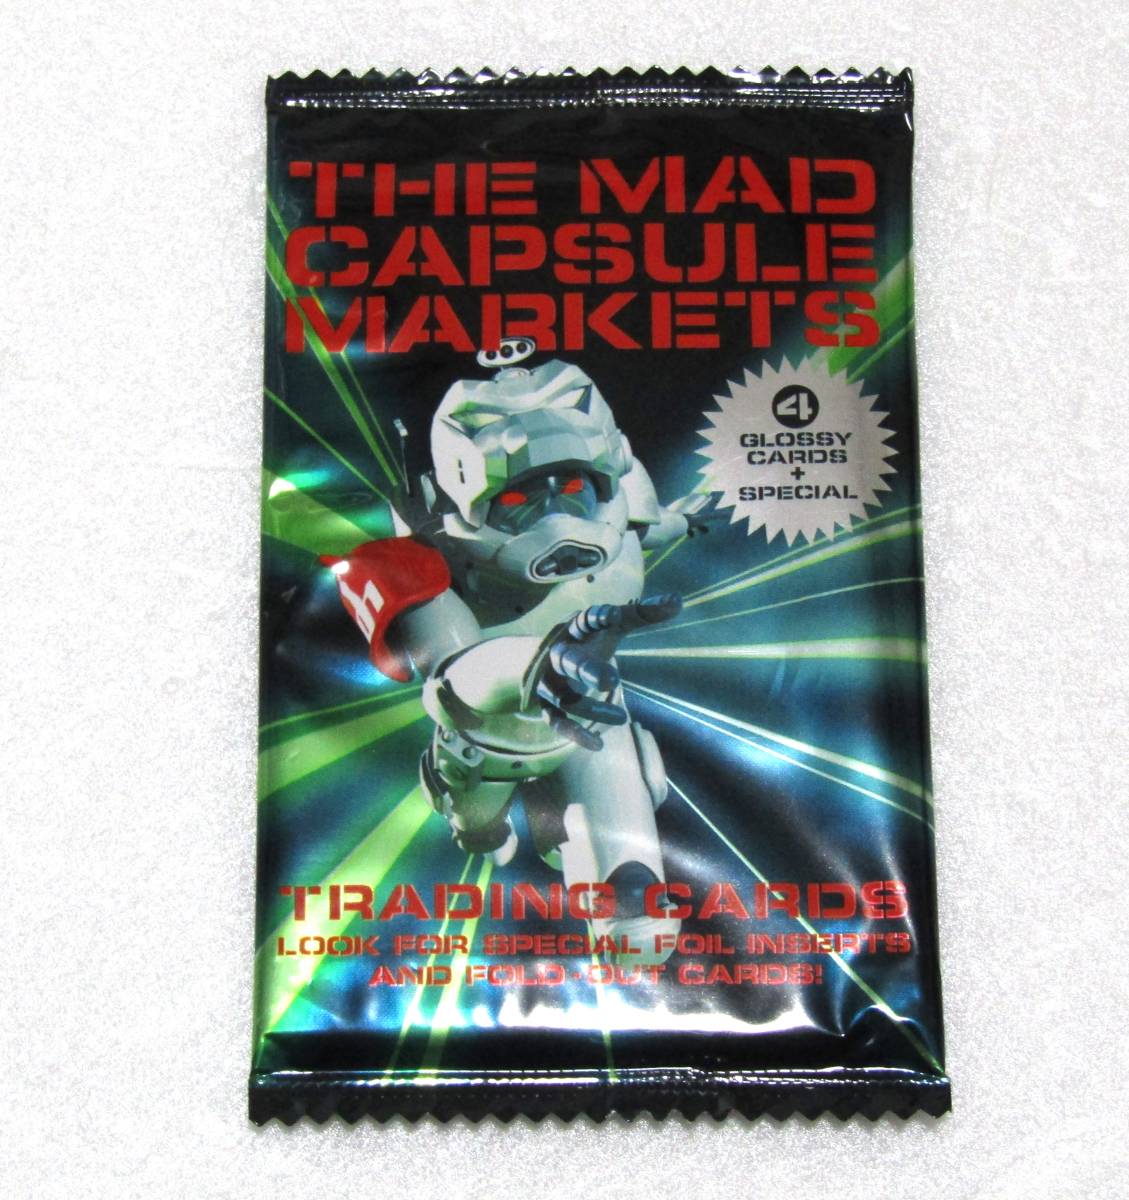 THE MAD
CAPSULE
MARKETS
4
GLOSSY
CARDS
+
SPECIAL
TRADING CARDS
LOOK FOR SPECIAL FOIL INSERTS
AND FOLD-OUT CARDS!